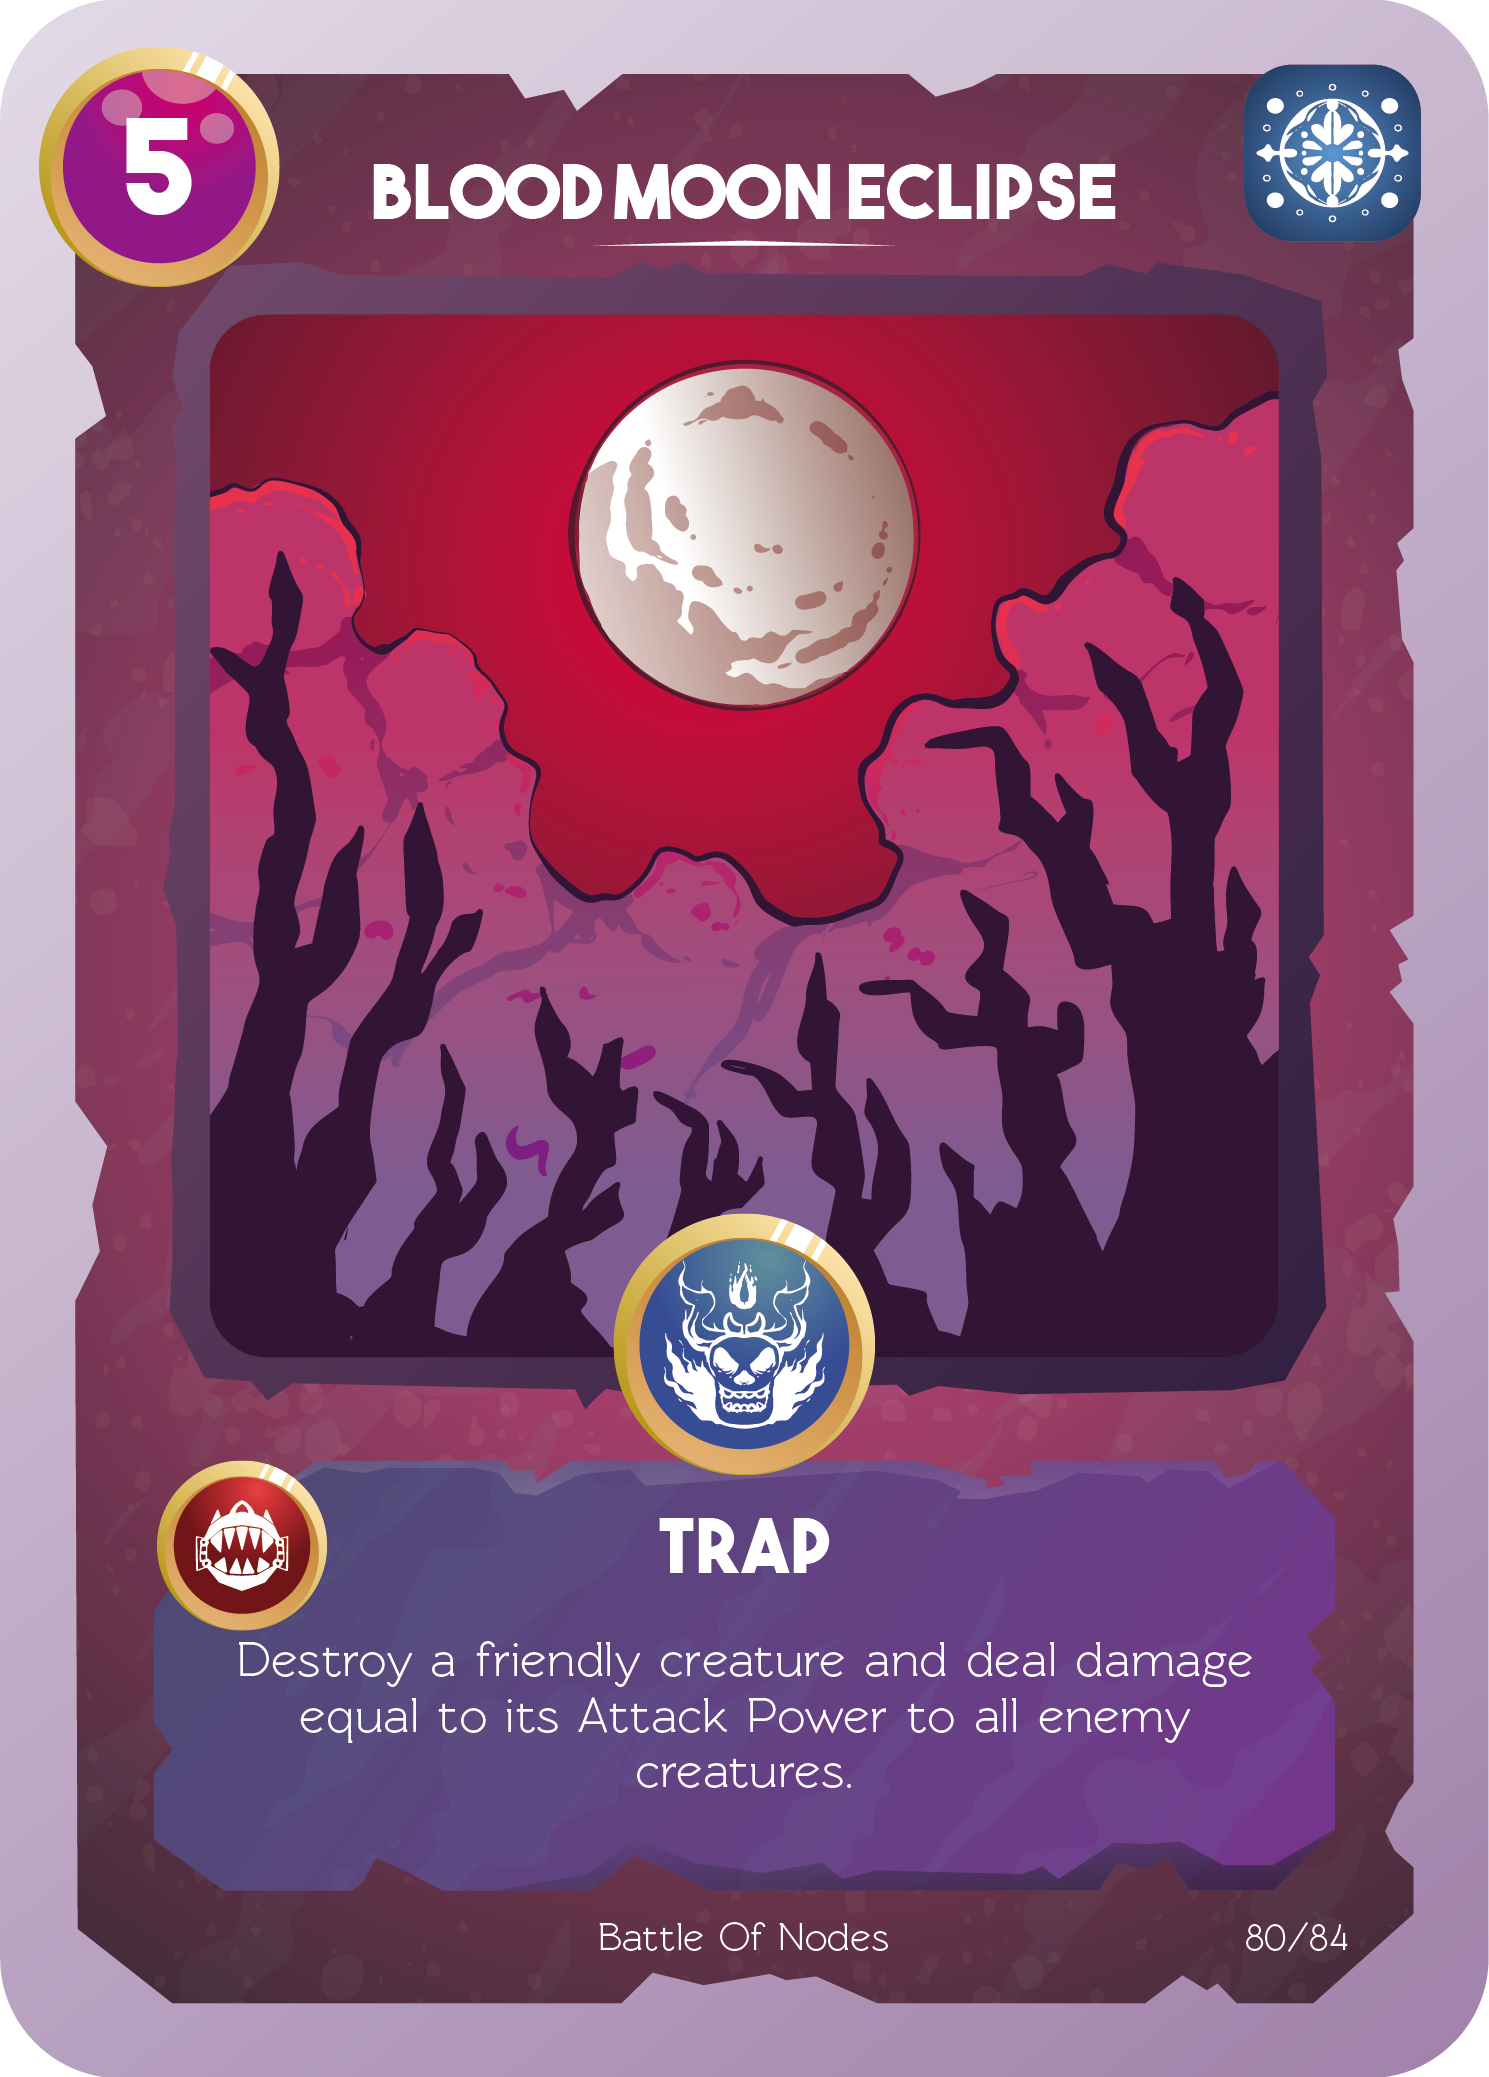 5
BLOOD MOON ECLIPSE
TRAP
Destroy a friendly creature and deal damage
equal to its Attack Power to all enemy
creatures.
Battle Of Nodes
80/84